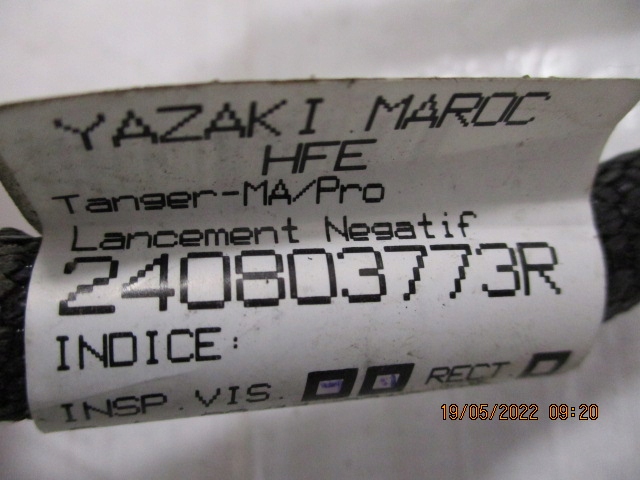 YAZAKI MAROC
HFE
Tanger-MA/Pro
Lancement Negatif
240803773R
INDICE:
INSP.VIS. RECT.
19/05/2022 09:20